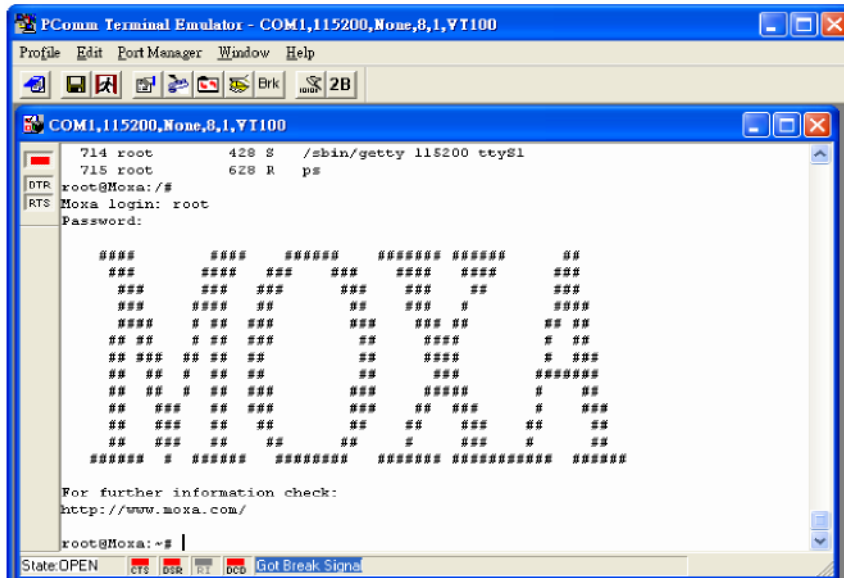 PComm Terminal Emulator - COM1,115200,None,8,1,VT100
Profile Edit Port Manager Window Help
Brk 2B
COM1,115200,None,8,1,VT100
DTR
RTS
714 root 428 S /sbin/getty 115200 ttyS1
715 root 628 R ps
root@Moxa:/#
Moxa login: root
Password:
MOXA
For further information check:
http://www.moxa.com/
root@Moxa:~#
State:OPEN CTS DSR RI DCD Got Break Signal